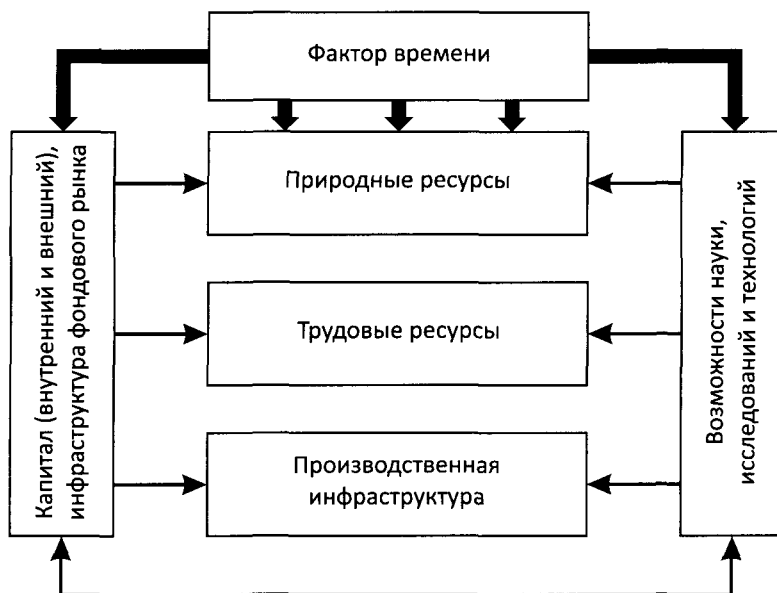 Фактор времени
Капитал (внутренний и внешний),
инфраструктура фондового рынка
Природные ресурсы
Трудовые ресурсы
Производственная
инфраструктура
Возможности науки,
исследований и технологий